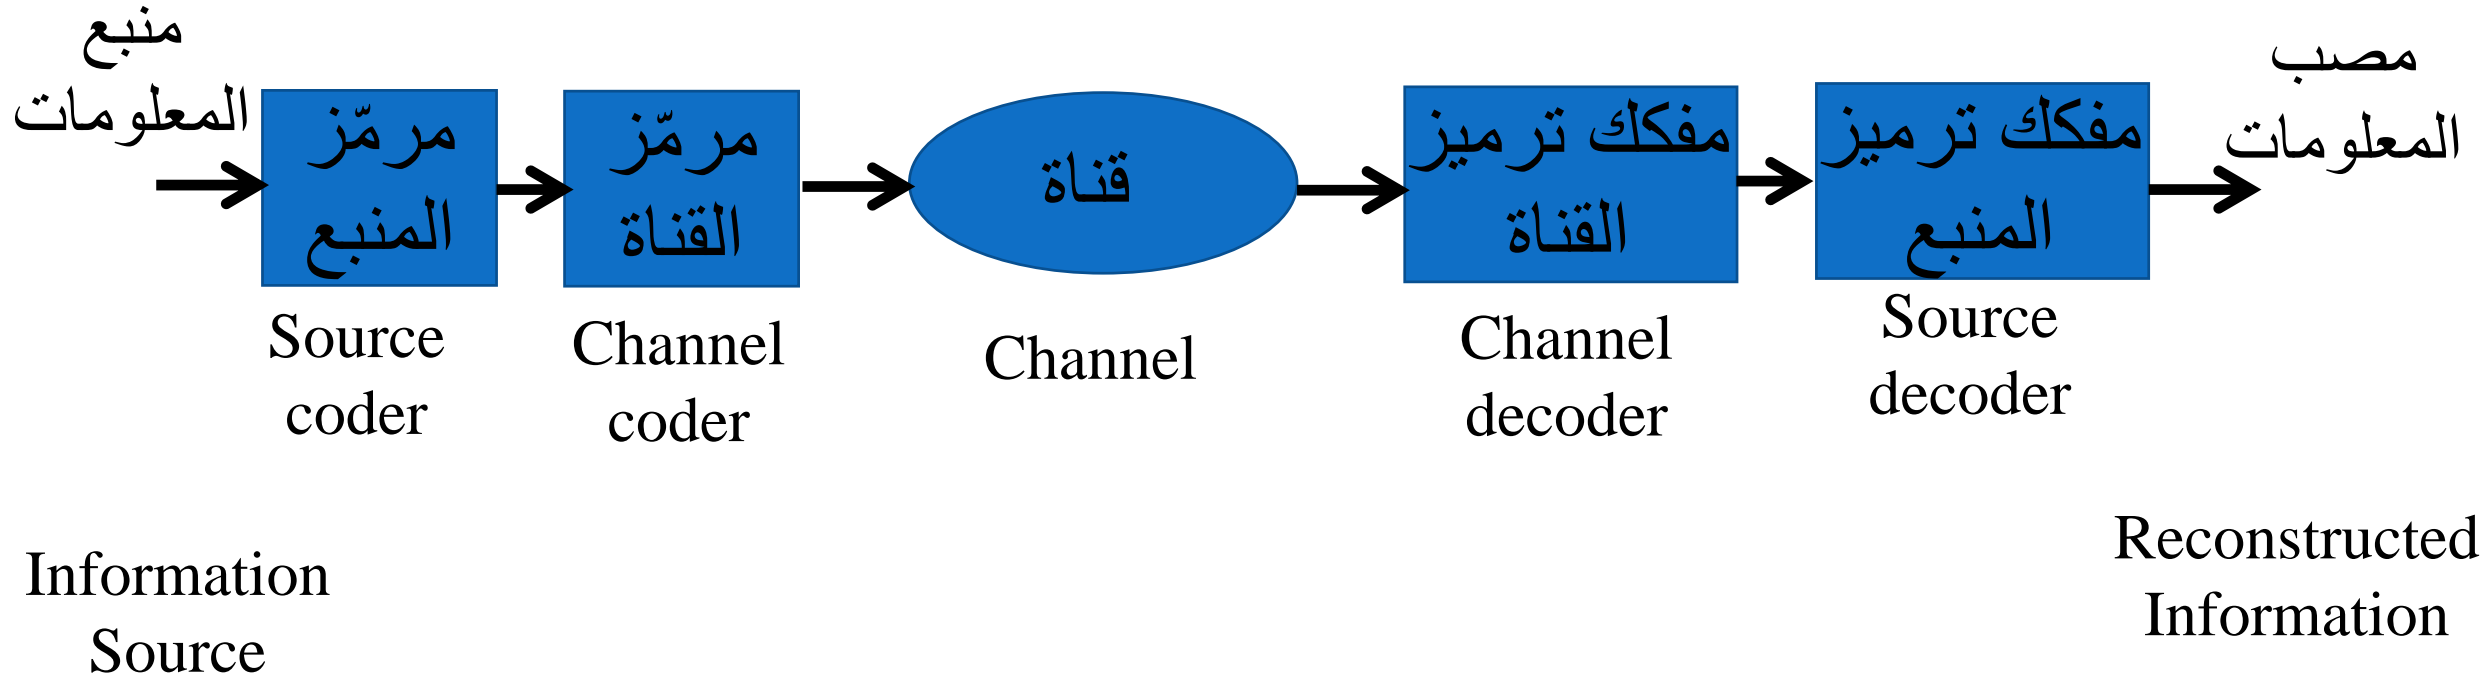 منبع
المعلومات
مرمّز
المنبع
مرمّز
القناة
قناة
مفكك ترميز
القناة
مفكك ترميز
المنبع
مصب
المعلومات
Source
coder
Channel
coder
Channel
Channel
decoder
Source
decoder
Information
Source
Reconstructed
Information